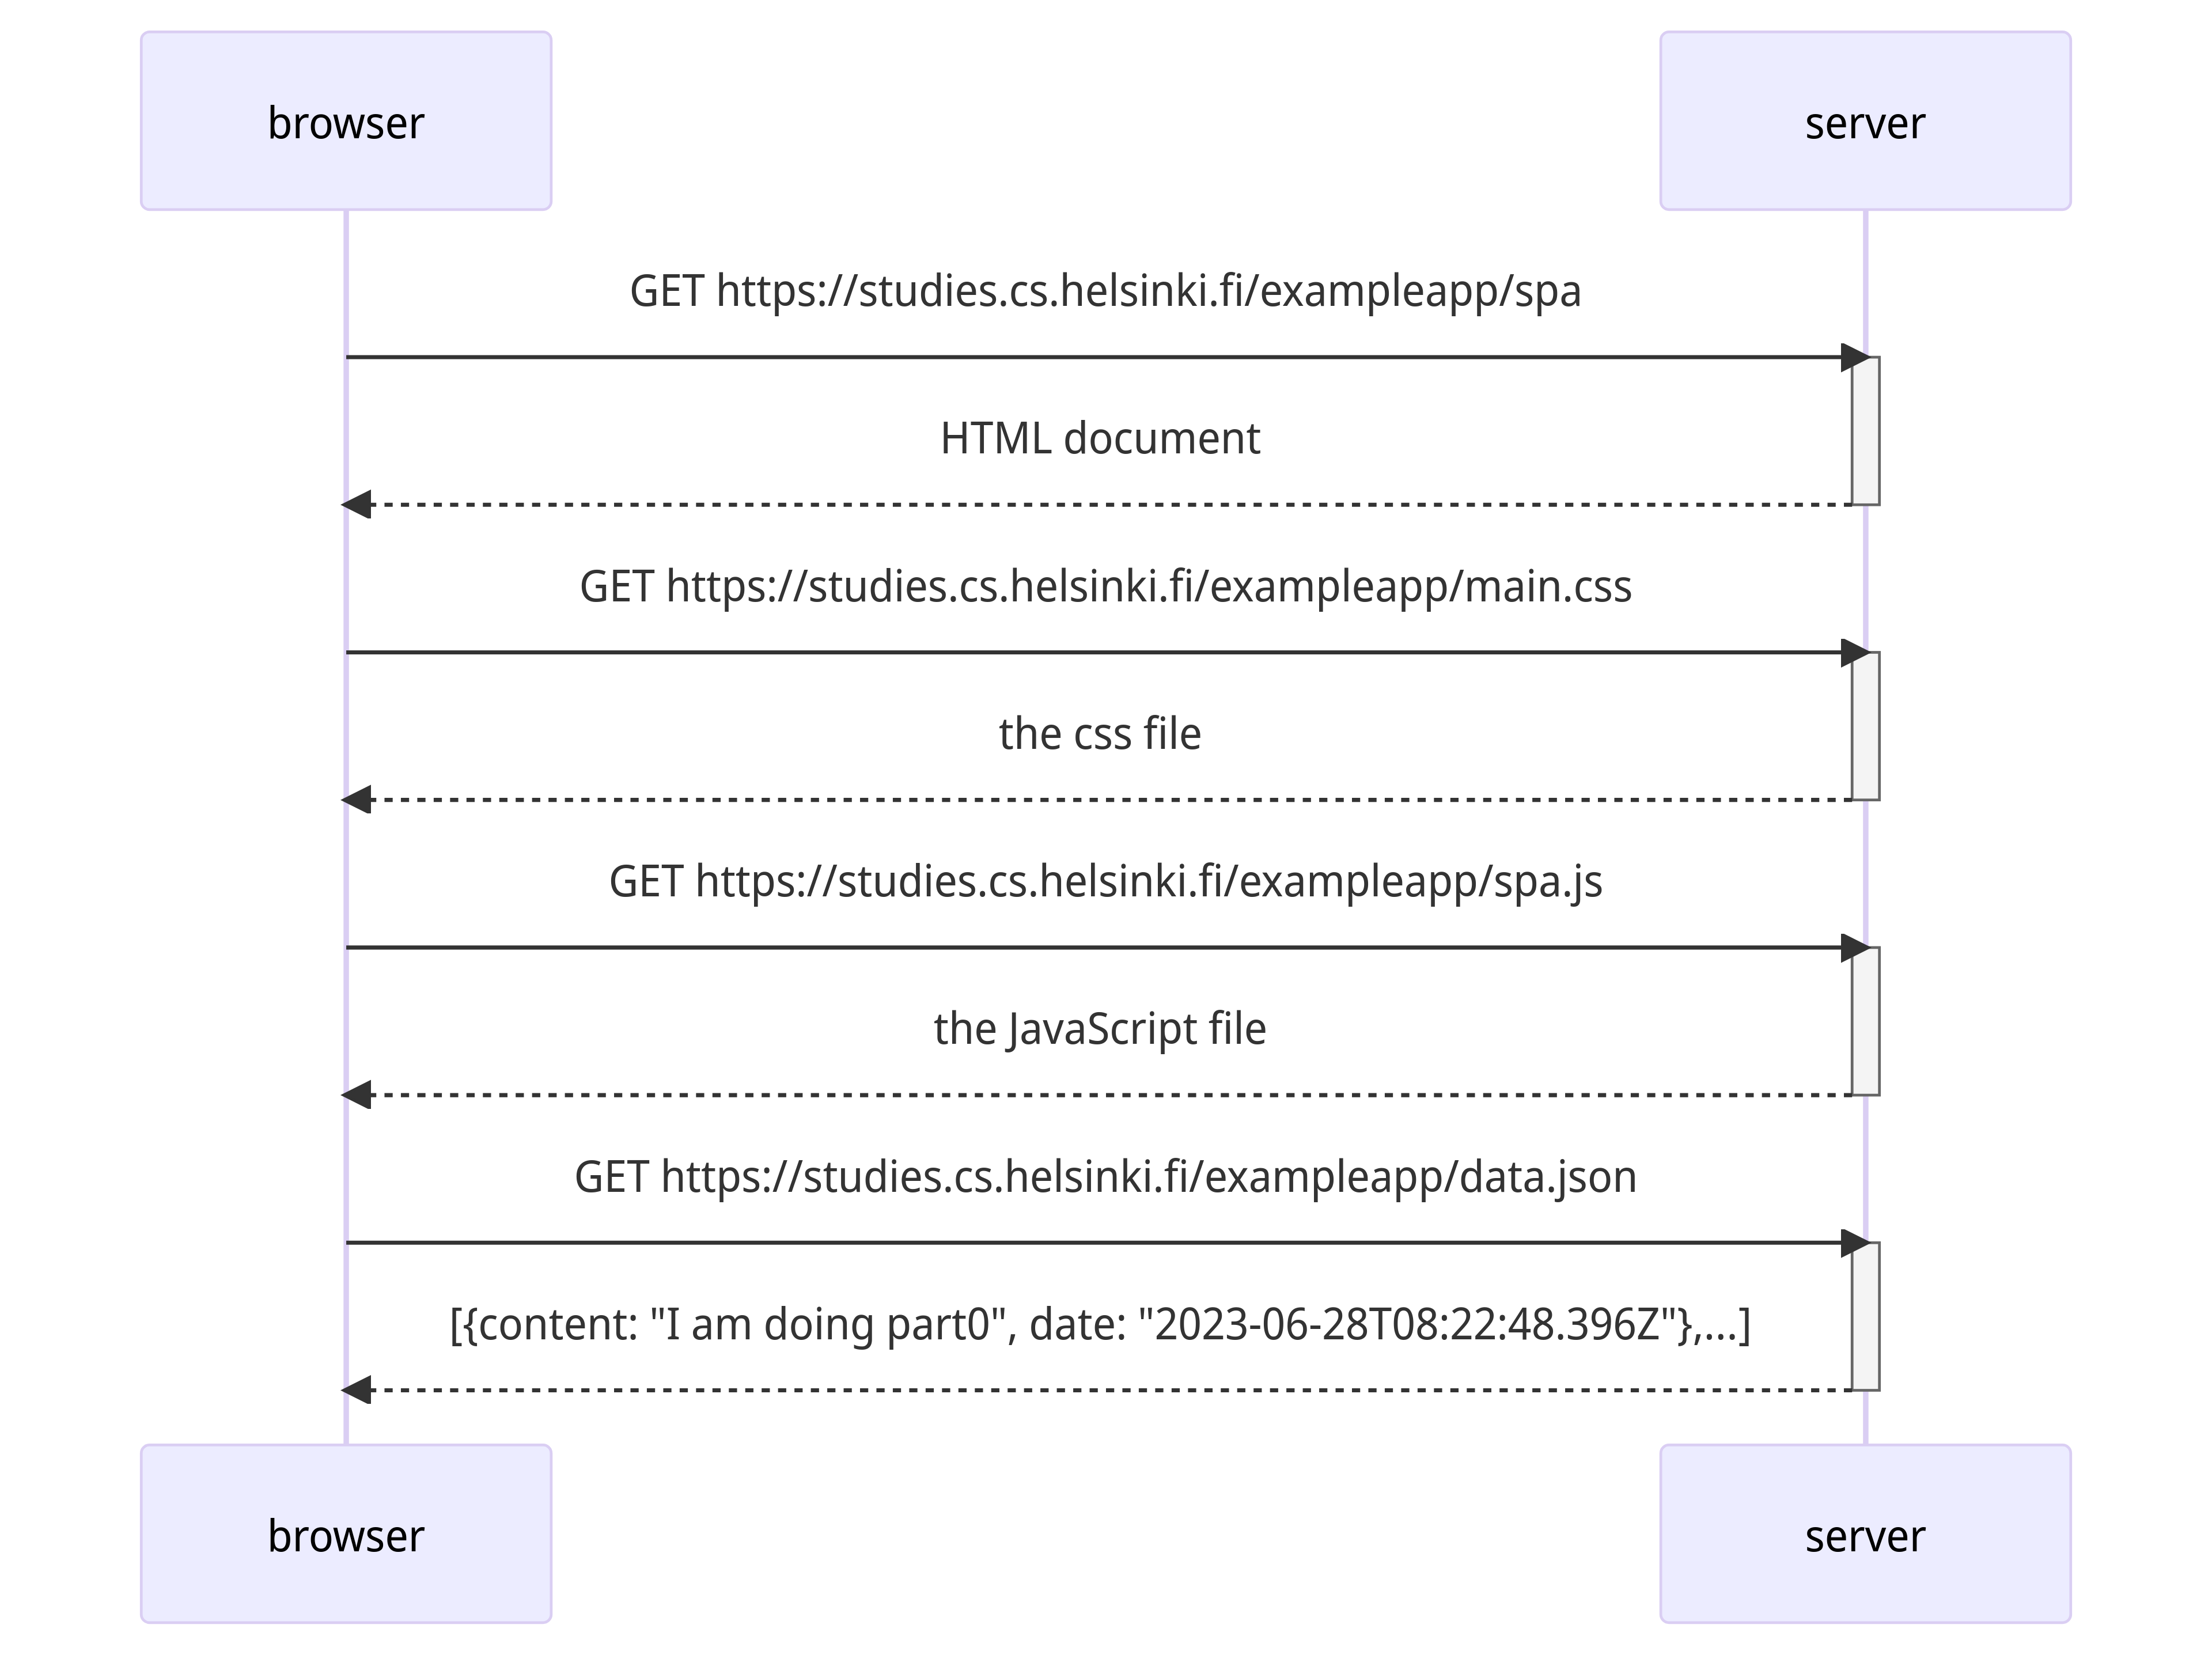 browser
server
GET https://studies.cs.helsinki.fi/exampleapp/spa
HTML document
GET https://studies.cs.helsinki.fi/exampleapp/main.css
the css file
GET https://studies.cs.helsinki.fi/exampleapp/spa.js
the JavaScript file
GET https://studies.cs.helsinki.fi/exampleapp/data.json
[{content: "I am doing part0", date: "2023-06-28T08:22:48.396Z"},...]
browser
server